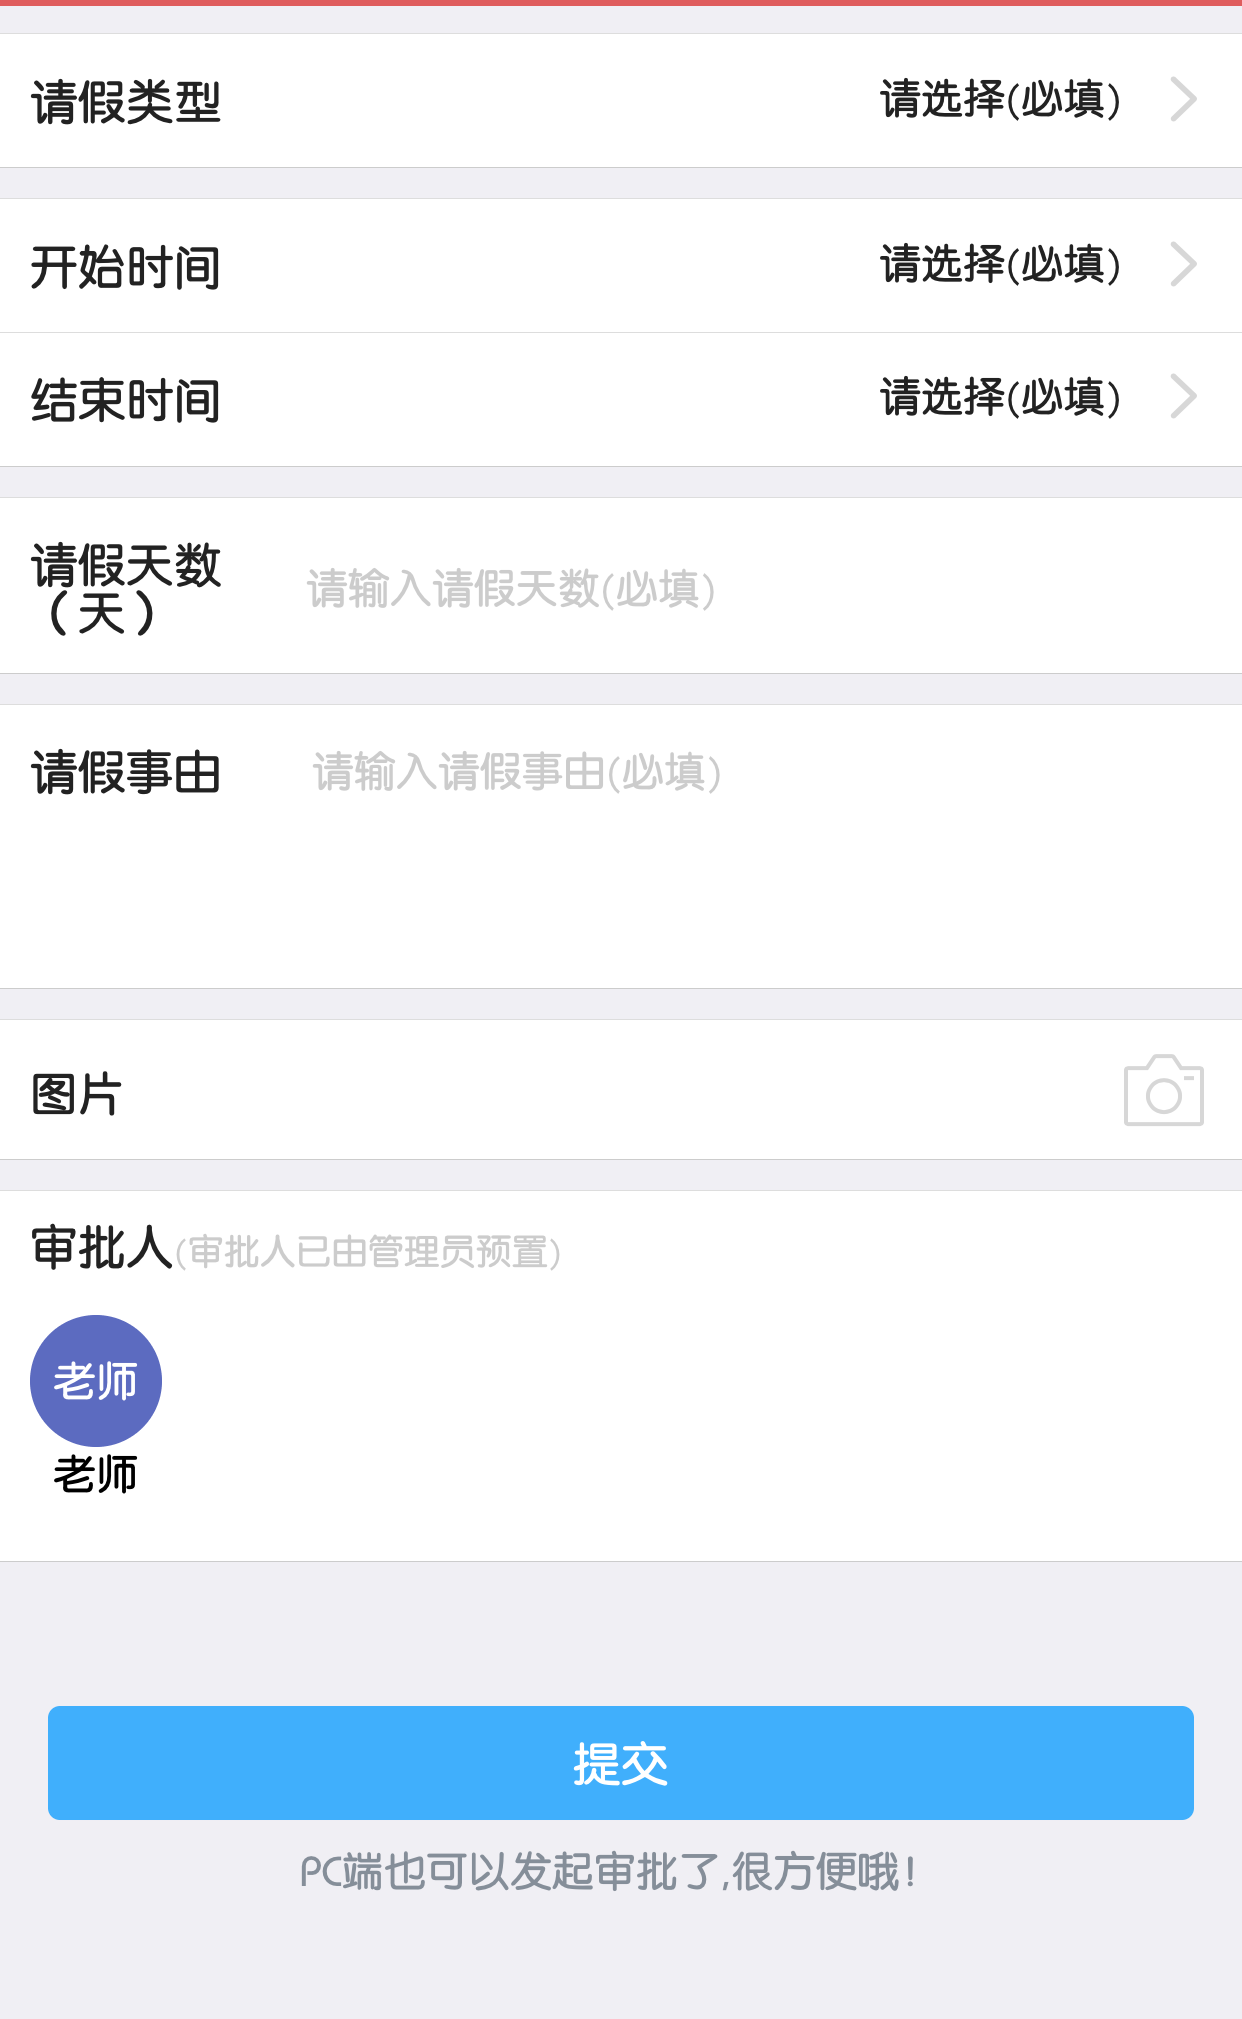 请假类型 请选择(必填)
开始时间 请选择(必填)
结束时间 请选择(必填)
请假天数
（天）
请输入请假天数(必填)
请假事由 请输入请假事由(必填)
图片
审批人(审批人已由管理员预置)
老师
老师
提交
PC端也可以发起审批了,很方便哦!